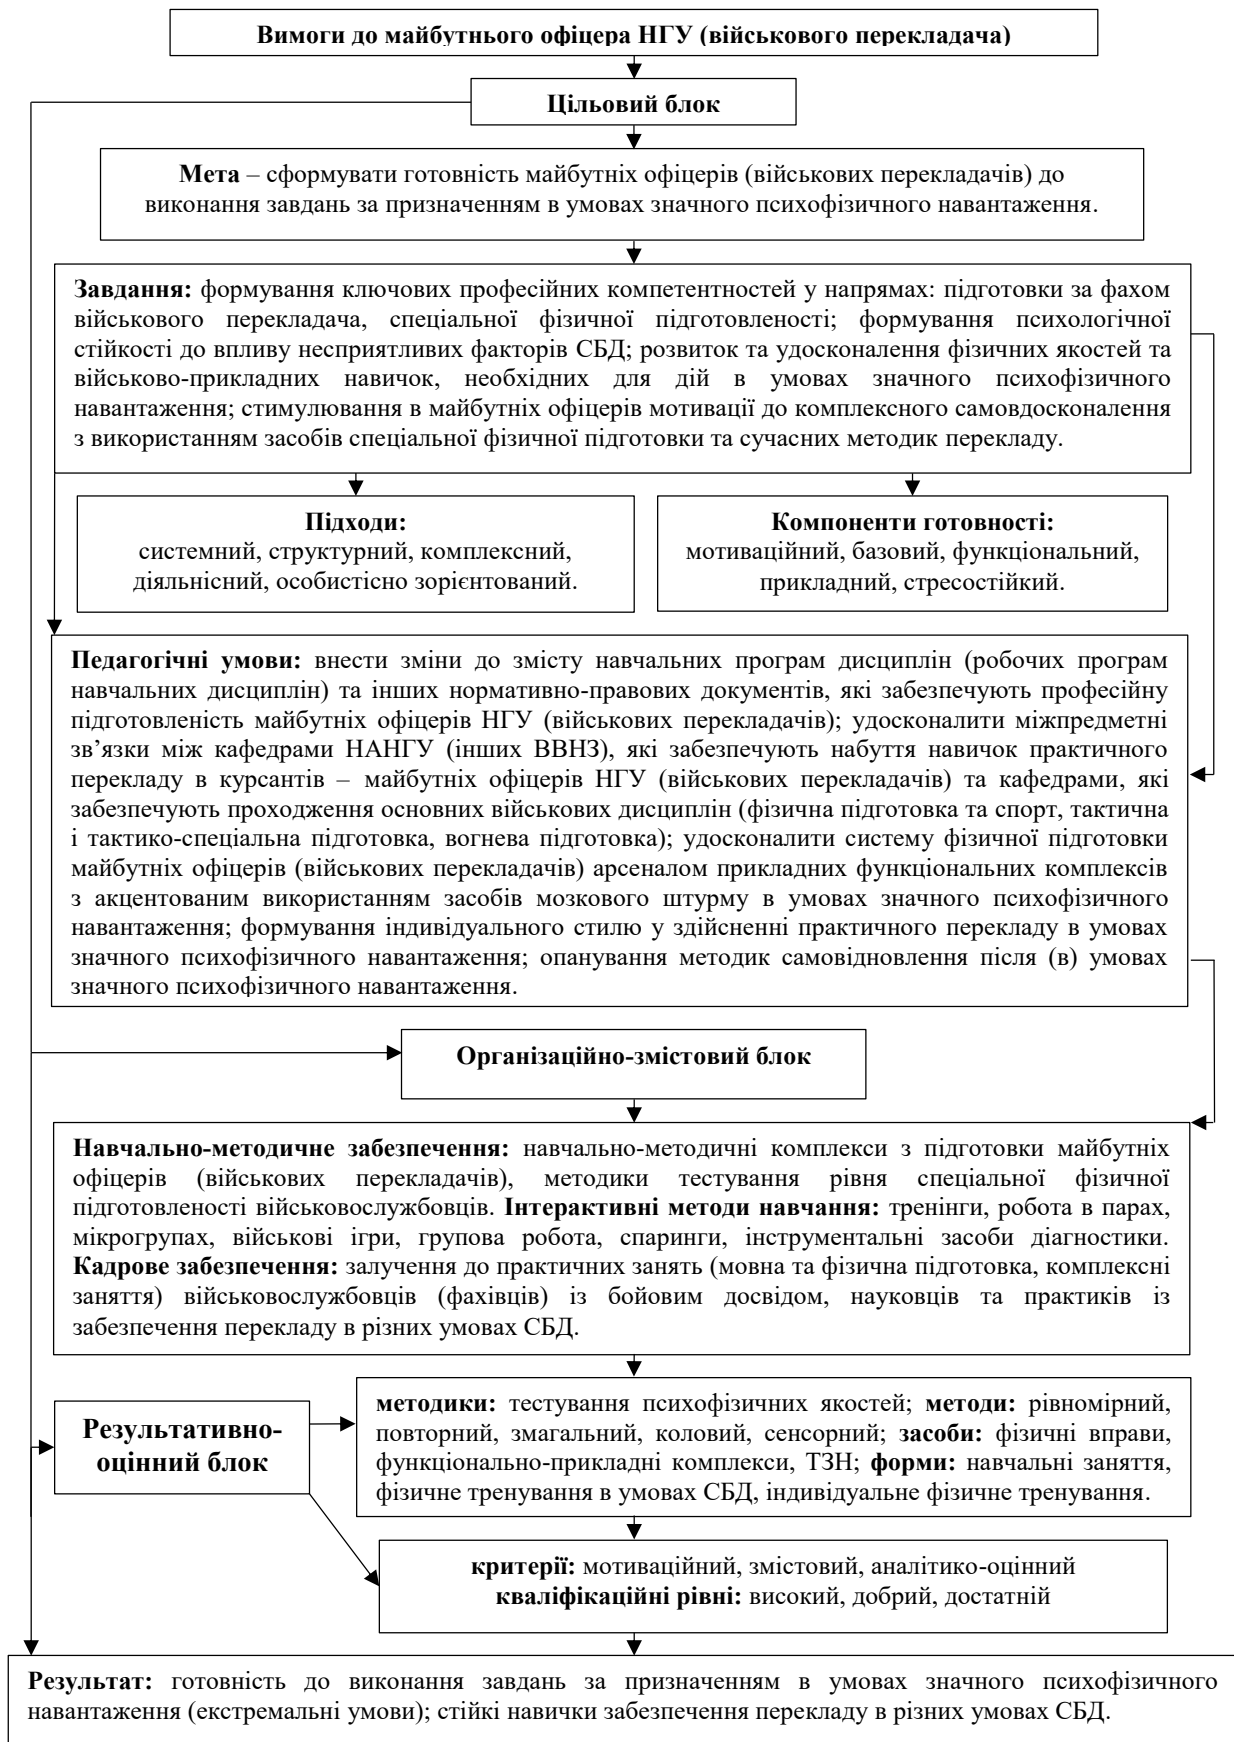 Вимоги до майбутнього офіцера НГУ (військового перекладача)
Цільовий блок
Мета – сформувати готовність майбутніх офіцерів (військових перекладачів) до
виконання завдань за призначенням в умовах значного психофізичного навантаження.
Завдання: формування ключових професійних компетентностей у напрямах: підготовки за фахом
військового перекладача, спеціальної фізичної підготовленості; формування психологічної
стійкості до впливу несприятливих факторів СБД; розвиток та удосконалення фізичних якостей та
військово-прикладних навичок, необхідних для дій в умовах значного психофізичного
навантаження; стимулювання в майбутніх офіцерів мотивації до комплексного самовдосконалення
з використанням засобів спеціальної фізичної підготовки та сучасних методик перекладу.
Підходи:
системний, структурний, комплексний,
діяльнісний, особистісно зорієнтований.
Компоненти готовності:
мотиваційний, базовий, функціональний,
прикладний, стресостійкий.
Педагогічні умови: внести зміни до змісту навчальних програм дисциплін (робочих програм
навчальних дисциплін) та інших нормативно-правових документів, які забезпечують професійну
підготовленість майбутніх офіцерів НГУ (військових перекладачів); удосконалити міжпредметні
зв’язки між кафедрами НАНГУ (інших ВВНЗ), які забезпечують набуття навичок практичного
перекладу в курсантів – майбутніх офіцерів НГУ (військових перекладачів) та кафедрами, які
забезпечують проходження основних військових дисциплін (фізична підготовка та спорт, тактична
і тактико-спеціальна підготовка, вогнева підготовка); удосконалити систему фізичної підготовки
майбутніх офіцерів (військових перекладачів) арсеналом прикладних функціональних комплексів
з акцентованим використанням засобів мозкового штурму в умовах значного психофізичного
навантаження; формування індивідуального стилю у здійсненні практичного перекладу в умовах
значного психофізичного навантаження; опанування методик самовідновлення після (в) умовах
значного психофізичного навантаження.
Організаційно-змістовий блок
Навчально-методичне забезпечення: навчально-методичні комплекси з підготовки майбутніх
офіцерів (військових перекладачів), методики тестування рівня спеціальної фізичної
підготовленості військовослужбовців. Інтерактивні методи навчання: тренінги, робота в парах,
мікрогрупах, військові ігри, групова робота, спаринги, інструментальні засоби діагностики.
Кадрове забезпечення: залучення до практичних занять (мовна та фізична підготовка, комплексні
заняття) військовослужбовців (фахівців) із бойовим досвідом, науковців та практиків із
забезпечення перекладу в різних умовах СБД.
Результативно-
оцінний блок
методики: тестування психофізичних якостей; методи: рівномірний,
повторний, змагальний, коловий, сенсорний; засоби: фізичні вправи,
функціонально-прикладні комплекси, ТЗН; форми: навчальні заняття,
фізичне тренування в умовах СБД, індивідуальне фізичне тренування.
критерії: мотиваційний, змістовий, аналітико-оцінний
кваліфікаційні рівні: високий, добрий, достатній
Результат: готовність до виконання завдань за призначенням в умовах значного психофізичного
навантаження (екстремальні умови); стійкі навички забезпечення перекладу в різних умовах СБД.